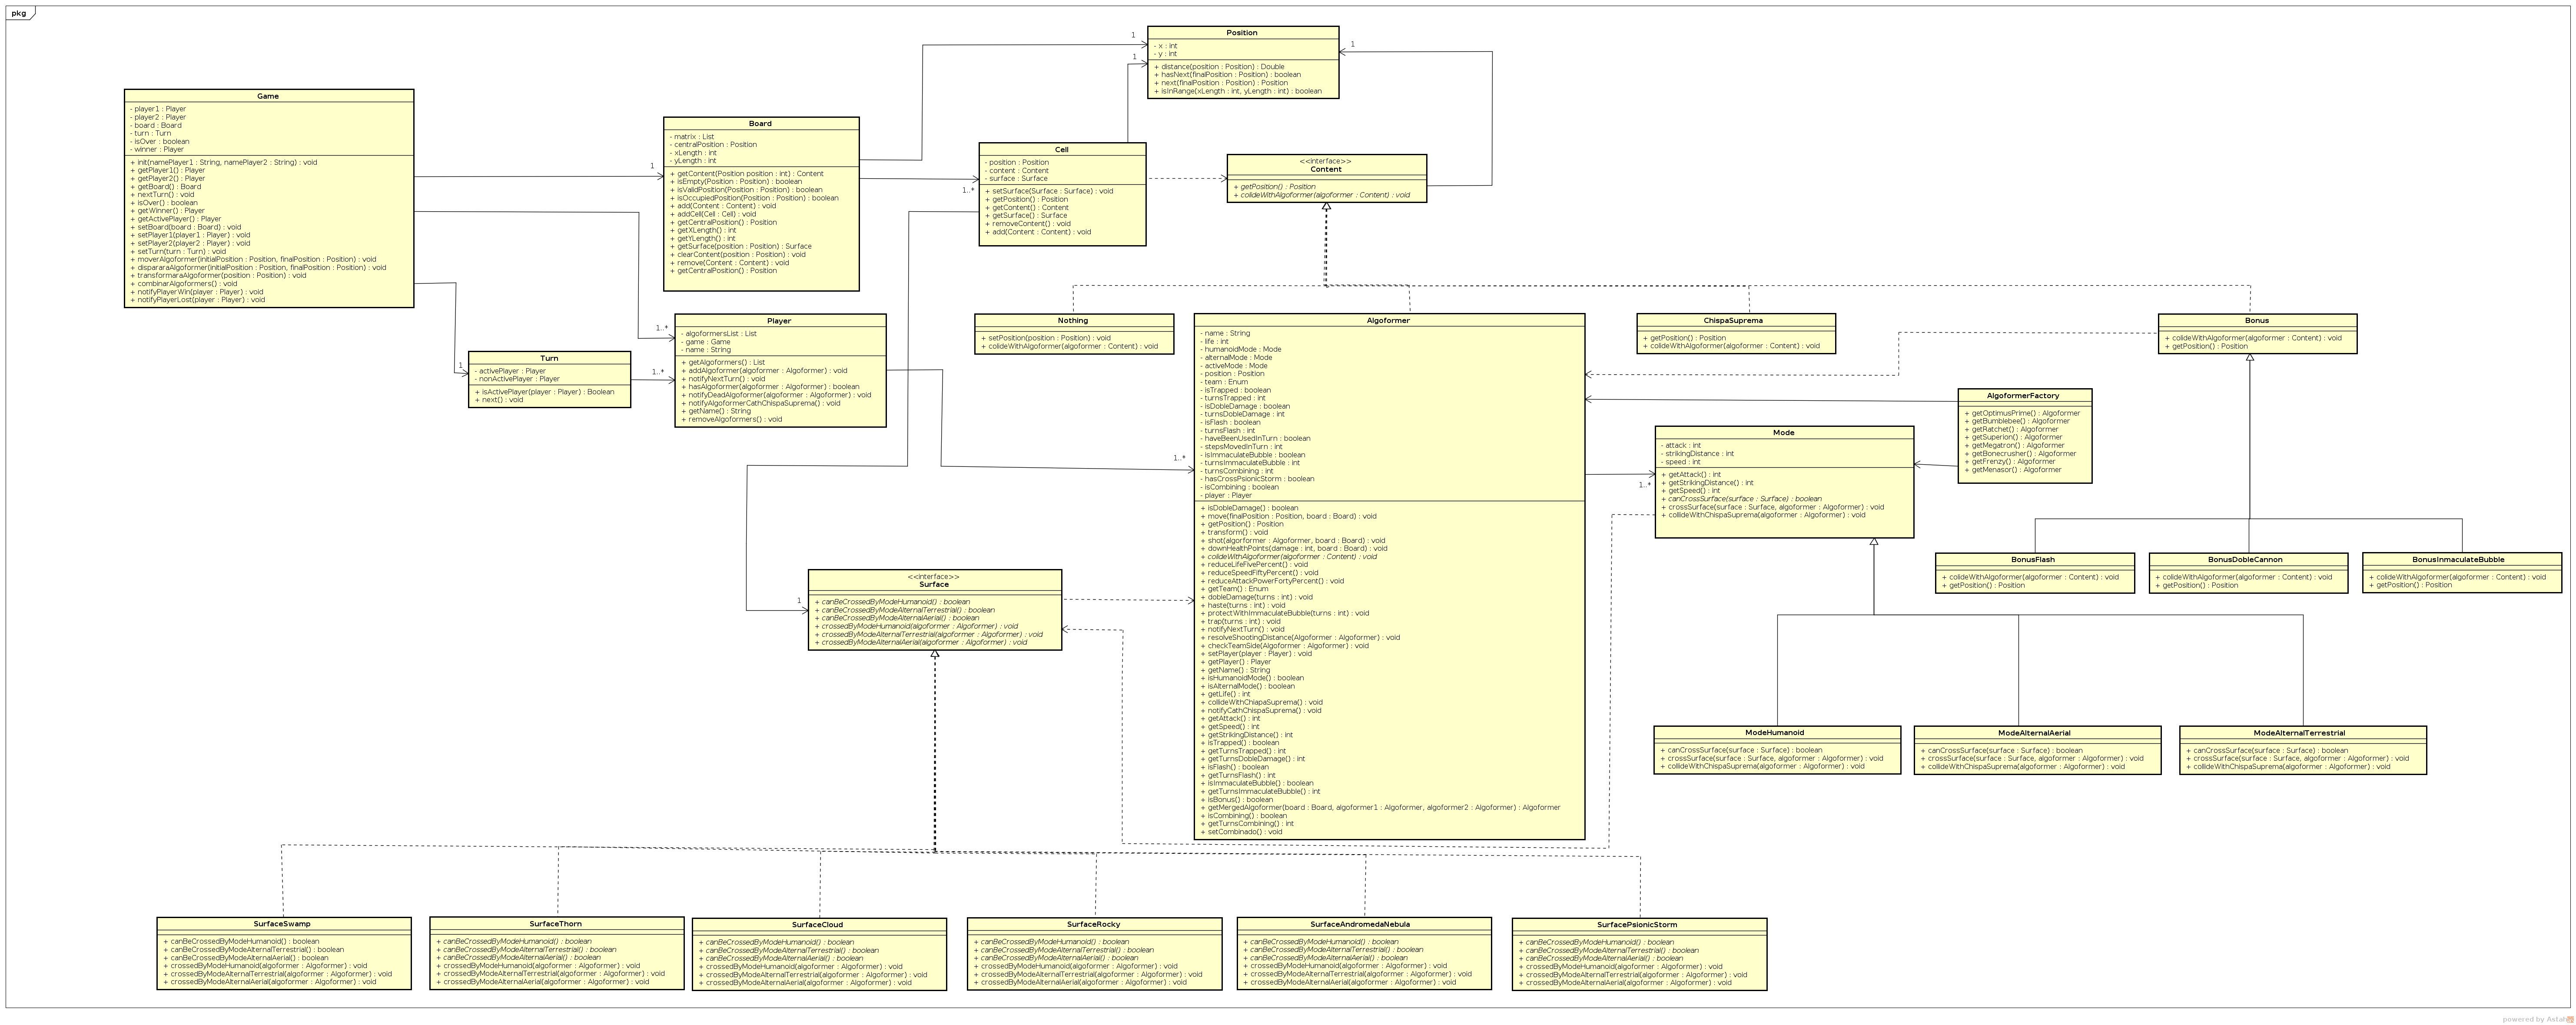 pkg
Position
- x : int
- y : int
+ distance(position : Position) : Double
+ hasNext(finalPosition : Position) : boolean
+ next(finalPosition : Position) : Position
+ isInRange(xLength : int, yLength : int) : boolean
1
1
1
Game
- player1 : Player
- player2 : Player
- board : Board
- turn : Turn
- isOver : boolean
- winner : Player
+ init(namePlayer1 : String, namePlayer2 : String) : void
+ getPlayer1() : Player
+ getPlayer2() : Player
+ getBoard() : Board
+ nextTurn() : void
+ isOver() : boolean
+ getWinner() : Player
+ getActivePlayer() : Player
+ setBoard(board : Board) : void
+ setPlayer1(player1 : Player) : void
+ setPlayer2(player2 : Player) : void
+ setTurn(turn : Turn) : void
+ moverAlgoformer(initialPosition : Position, finalPosition : Position) : void
+ dispararaAlgoformer(initialPosition : Position, finalPosition : Position) : void
+ transformaraAlgoformer(position : Position) : void
+ combinarAlgoformers() : void
+ notifyPlayerWin(player : Player) : void
+ notifyPlayerLost(player : Player) : void
1
1..*
1
Board
- matrix : List
- centralPosition : Position
- xLength : int
- yLength : int
+ getContent(Position position : int) : Content
+ isEmpty(Position : Position) : boolean
+ isValidPosition(Position : Position) : boolean
+ isOccupiedPosition(Position : Position) : boolean
+ add(Content : Content) : void
+ addCell(Cell : Cell) : void
+ getCentralPosition() : Position
+ getXLength() : int
+ getYLength() : int
+ getSurface(position : Position) : Surface
+ clearContent(position : Position) : void
+ remove(Content : Content) : void
+ getCentralPosition() : Position
1..*
Cell
- position : Position
- content : Content
- surface : Surface
+ setSurface(Surface : Surface) : void
+ getPosition() : Position
+ getContent() : Content
+ getSurface() : Surface
+ removeContent() : void
+ add(Content : Content) : void
<<interface>>
Content
+ getPosition() : Position
+ colideWithAlgoformer(algoformer : Content) : void
Turn
- activePlayer : Player
- nonActivePlayer : Player
+ isActivePlayer(player : Player) : Boolean
+ next() : void
1..*
Player
- algoformersList : List
- game : Game
- name : String
+ getAlgoformers() : List
+ addAlgoformer(algoformer : Algoformer) : void
+ notifyNextTurn() : void
+ hasAlgoformer(algoformer : Algoformer) : boolean
+ notifyDeadAlgoformer(algoformer : Algoformer) : void
+ notifyAlgoformerCathChispaSuprema() : void
+ getName() : String
+ removeAlgoformers() : void
1..*
Nothing
+ setPosition(position : Position) : void
+ colideWithAlgoformer(algoformer : Content) : void
Algoformer
- name : String
- life : int
- humanoidMode : Mode
- alternalMode : Mode
- activeMode : Mode
- position : Position
- team : Enum
- isTrapped : boolean
- turnsTrapped : int
- isDobleDamage : boolean
- turnsDobleDamage : int
- isFlash : boolean
- turnsFlash : int
- haveBeenUsedInTurn : boolean
- stepsMovedInTurn : int
- isImmaculateBubble : boolean
- turnsImmaculateBubble : int
- turnsCombining : int
- hasCrossPsionicStorm : boolean
- isCombining : boolean
- player : Player
+ isDobleDamage() : boolean
+ move(finalPosition : Position, board : Board) : void
+ getPosition() : Position
+ transform() : void
+ shot(algorformer : Algoformer, board : Board) : void
+ downHealthPoints(damage : int, board : Board) : void
+ colideWithAlgoformer(algoformer : Content) : void
+ reduceLifeFivePercent() : void
+ reduceSpeedFiftyPercent() : void
+ reduceAttackPowerFortyPercent() : void
+ getTeam() : Enum
+ dobleDamage(turns : int) : void
+ haste(turns : int) : void
+ protectWithImmaculateBubble(turns : int) : void
+ trap(turns : int) : void
+ notifyNextTurn() : void
+ resolveShootingDistance(Algoformer : Algoformer) : void
+ checkTeamSide(Algoformer : Algoformer) : void
+ setPlayer(player : Player) : void
+ getPlayer() : Player
+ getName() : String
+ isHumanoidMode() : boolean
+ isAlternalMode() : boolean
+ getLife() : int
+ collideWithChiapaSuprema() : void
+ notifyCathChispaSuprema() : void
+ getAttack() : int
+ getSpeed() : int
+ getStrikingDistance() : int
+ isTrapped() : boolean
+ getTurnsTrapped() : int
+ getTurnsDobleDamage() : int
+ isFlash() : boolean
+ getTurnsFlash() : int
+ isImmaculateBubble() : boolean
+ getTurnsImmaculateBubble() : int
+ isBonus() : boolean
+ getMergedAlgoformer(board : Board, algoformer1 : Algoformer, algoformer2 : Algoformer) : Algoformer
+ isCombining() : boolean
+ getTurnsCombining() : int
+ setCombinado() : void
ChispaSuprema
+ getPosition() : Position
+ colideWithAlgoformer(algoformer : Content) : void
Bonus
+ colideWithAlgoformer(algoformer : Content) : void
+ getPosition() : Position
AlgoformerFactory
+ getOptimusPrime() : Algoformer
+ getBumblebee() : Algoformer
+ getRatchet() : Algoformer
+ getSuperion() : Algoformer
+ getMegatron() : Algoformer
+ getBonecrusher() : Algoformer
+ getFrenzy() : Algoformer
+ getMenasor() : Algoformer
Mode
- attack : int
- strikingDistance : int
- speed : int
+ getAttack() : int
+ getStrikingDistance() : int
+ getSpeed() : int
+ canCrossSurface(surface : Surface) : boolean
+ crossSurface(surface : Surface, algoformer : Algoformer) : void
+ collideWithChispaSuprema(algoformer : Algoformer) : void
1..*
BonusFlash
+ colideWithAlgoformer(algoformer : Content) : void
+ getPosition() : Position
BonusDobleCannon
+ colideWithAlgoformer(algoformer : Content) : void
+ getPosition() : Position
BonusInmaculateBubble
+ colideWithAlgoformer(algoformer : Content) : void
+ getPosition() : Position
1
<<interface>>
Surface
+ canBeCrossedByModeHumanoid() : boolean
+ canBeCrossedByModeAlternalTerrestrial() : boolean
+ canBeCrossedByModeAlternalAerial() : boolean
+ crossedByModeHumanoid(algoformer : Algoformer) : void
+ crossedByModeAlternalTerrestrial(algoformer : Algoformer) : void
+ crossedByModeAlternalAerial(algoformer : Algoformer) : void
ModeHumanoid
+ canCrossSurface(surface : Surface) : boolean
+ crossSurface(surface : Surface, algoformer : Algoformer) : void
+ collideWithChispaSuprema(algoformer : Algoformer) : void
ModeAlternalAerial
+ canCrossSurface(surface : Surface) : boolean
+ crossSurface(surface : Surface, algoformer : Algoformer) : void
+ collideWithChispaSuprema(algoformer : Algoformer) : void
ModeAlternalTerrestrial
+ canCrossSurface(surface : Surface) : boolean
+ crossSurface(surface : Surface, algoformer : Algoformer) : void
+ collideWithChispaSuprema(algoformer : Algoformer) : void
SurfaceSwamp
+ canBeCrossedByModeHumanoid() : boolean
+ canBeCrossedByModeAlternalTerrestrial() : boolean
+ canBeCrossedByModeAlternalAerial() : boolean
+ crossedByModeHumanoid(algoformer : Algoformer) : void
+ crossedByModeAlternalTerrestrial(algoformer : Algoformer) : void
+ crossedByModeAlternalAerial(algoformer : Algoformer) : void
SurfaceThorn
+ canBeCrossedByModeHumanoid() : boolean
+ canBeCrossedByModeAlternalTerrestrial() : boolean
+ canBeCrossedByModeAlternalAerial() : boolean
+ crossedByModeHumanoid(algoformer : Algoformer) : void
+ crossedByModeAlternalTerrestrial(algoformer : Algoformer) : void
+ crossedByModeAlternalAerial(algoformer : Algoformer) : void
SurfaceCloud
+ canBeCrossedByModeHumanoid() : boolean
+ canBeCrossedByModeAlternalTerrestrial() : boolean
+ canBeCrossedByModeAlternalAerial() : boolean
+ crossedByModeHumanoid(algoformer : Algoformer) : void
+ crossedByModeAlternalTerrestrial(algoformer : Algoformer) : void
+ crossedByModeAlternalAerial(algoformer : Algoformer) : void
SurfaceRocky
+ canBeCrossedByModeHumanoid() : boolean
+ canBeCrossedByModeAlternalTerrestrial() : boolean
+ canBeCrossedByModeAlternalAerial() : boolean
+ crossedByModeHumanoid(algoformer : Algoformer) : void
+ crossedByModeAlternalTerrestrial(algoformer : Algoformer) : void
+ crossedByModeAlternalAerial(algoformer : Algoformer) : void
SurfaceAndromedaNebula
+ canBeCrossedByModeHumanoid() : boolean
+ canBeCrossedByModeAlternalTerrestrial() : boolean
+ canBeCrossedByModeAlternalAerial() : boolean
+ crossedByModeHumanoid(algoformer : Algoformer) : void
+ crossedByModeAlternalTerrestrial(algoformer : Algoformer) : void
+ crossedByModeAlternalAerial(algoformer : Algoformer) : void
SurfacePsionicStorm
+ canBeCrossedByModeHumanoid() : boolean
+ canBeCrossedByModeAlternalTerrestrial() : boolean
+ canBeCrossedByModeAlternalAerial() : boolean
+ crossedByModeHumanoid(algoformer : Algoformer) : void
+ crossedByModeAlternalTerrestrial(algoformer : Algoformer) : void
+ crossedByModeAlternalAerial(algoformer : Algoformer) : void
powered by Astah